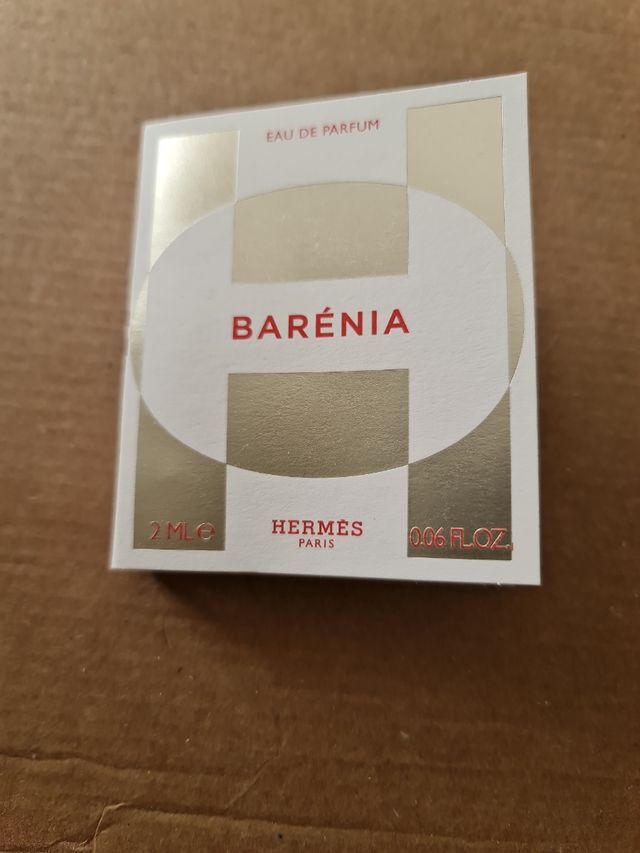 EAU DE PARFUM
BARÉNIA
2 ML ℮
HERMÈS
PARIS
0.06 FL.OZ.